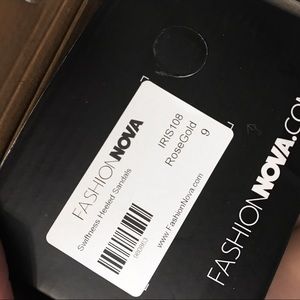 FASHIONNOVA
Swiftness Heeled Sandals
IRIS108
RoseGold
9
www.FashionNova.com
FASHIONNOVA.CO